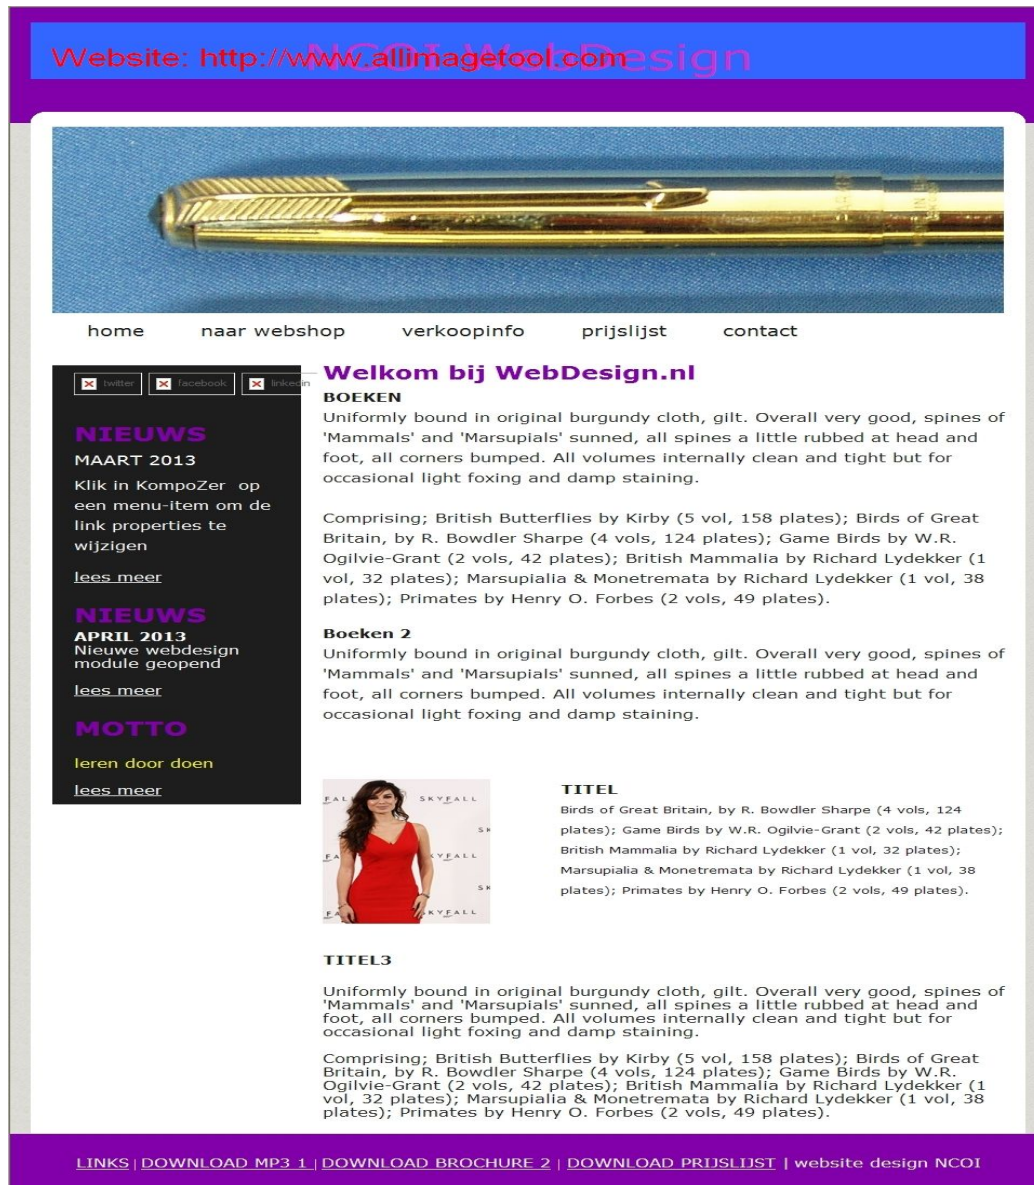 NCOI WebDesign
Website: http://www.allimagetool.com
home naar webshop verkoopinfo prijslijst contact
twitter facebook linkedin
NIEUWS
MAART 2013
Klik in KompoZer op
een menu-item om de
link properties te
wijzigen
lees meer
NIEUWS
APRIL 2013
Nieuwe webdesign
module geopend
lees meer
MOTTO
leren door doen
lees meer
Welkom bij WebDesign.nl
BOEKEN
Uniformly bound in original burgundy cloth, gilt. Overall very good, spines of
'Mammals' and 'Marsupials' sunned, all spines a little rubbed at head and
foot, all corners bumped. All volumes internally clean and tight but for
occasional light foxing and damp staining.
Comprising; British Butterflies by Kirby (5 vol, 158 plates); Birds of Great
Britain, by R. Bowdler Sharpe (4 vols, 124 plates); Game Birds by W.R.
Ogilvie-Grant (2 vols, 42 plates); British Mammalia by Richard Lydekker (1
vol, 32 plates); Marsupialia & Monetremata by Richard Lydekker (1 vol, 38
plates); Primates by Henry O. Forbes (2 vols, 49 plates).
Boeken 2
Uniformly bound in original burgundy cloth, gilt. Overall very good, spines of
'Mammals' and 'Marsupials' sunned, all spines a little rubbed at head and
foot, all corners bumped. All volumes internally clean and tight but for
occasional light foxing and damp staining.
SKYFALL
TITEL
Birds of Great Britain, by R. Bowdler Sharpe (4 vols, 124
plates); Game Birds by W.R. Ogilvie-Grant (2 vols, 42 plates);
British Mammalia by Richard Lydekker (1 vol, 32 plates);
Marsupialia & Monetremata by Richard Lydekker (1 vol, 38
plates); Primates by Henry O. Forbes (2 vols, 49 plates).
TITEL3
Uniformly bound in original burgundy cloth, gilt. Overall very good, spines of
'Mammals' and 'Marsupials' sunned, all spines a little rubbed at head and
foot, all corners bumped. All volumes internally clean and tight but for
occasional light foxing and damp staining.
Comprising; British Butterflies by Kirby (5 vol, 158 plates); Birds of Great
Britain, by R. Bowdler Sharpe (4 vols, 124 plates); Game Birds by W.R.
Ogilvie-Grant (2 vols, 42 plates); British Mammalia by Richard Lydekker (1
vol, 32 plates); Marsupialia & Monetremata by Richard Lydekker (1 vol, 38
plates); Primates by Henry O. Forbes (2 vols, 49 plates).
LINKS | DOWNLOAD MP3 1 | DOWNLOAD BROCHURE 2 | DOWNLOAD PRIJSLIJST | website design NCOI